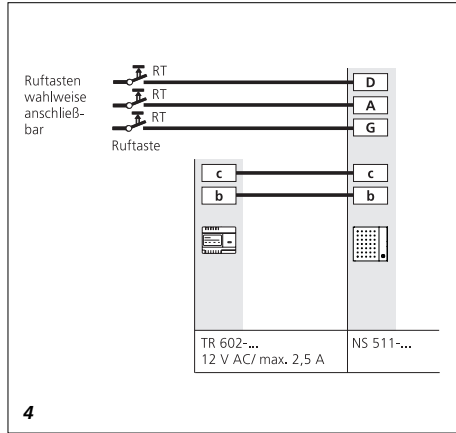 RT
D
Ruftasten
wahlweise
anschließ-
bar
RT
A
RT
G
Ruftaste
c
c
b
b
TR 602-...
12 V AC/ max. 2,5 A
NS 511-...
4